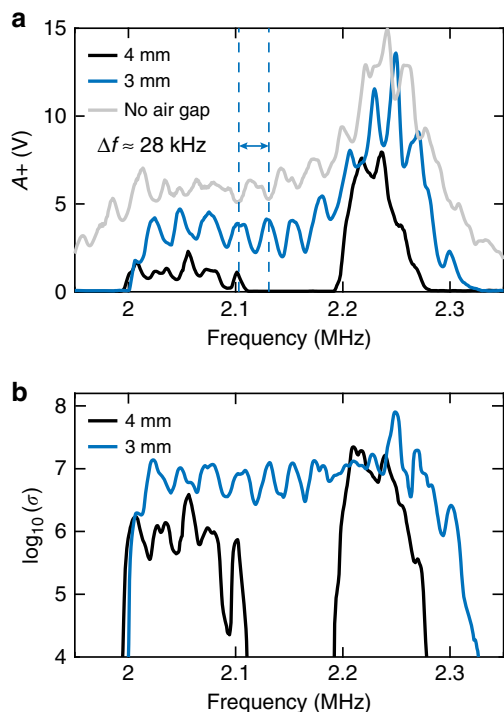 a
15
10
5
0
A+ (V)
4 mm
3 mm
No air gap
Δf ≈ 28 kHz
2
2.1
2.2
2.3
Frequency (MHz)
b
8
7
6
5
4
log10 (σ)
4 mm
3 mm
2
2.1
2.2
2.3
Frequency (MHz)